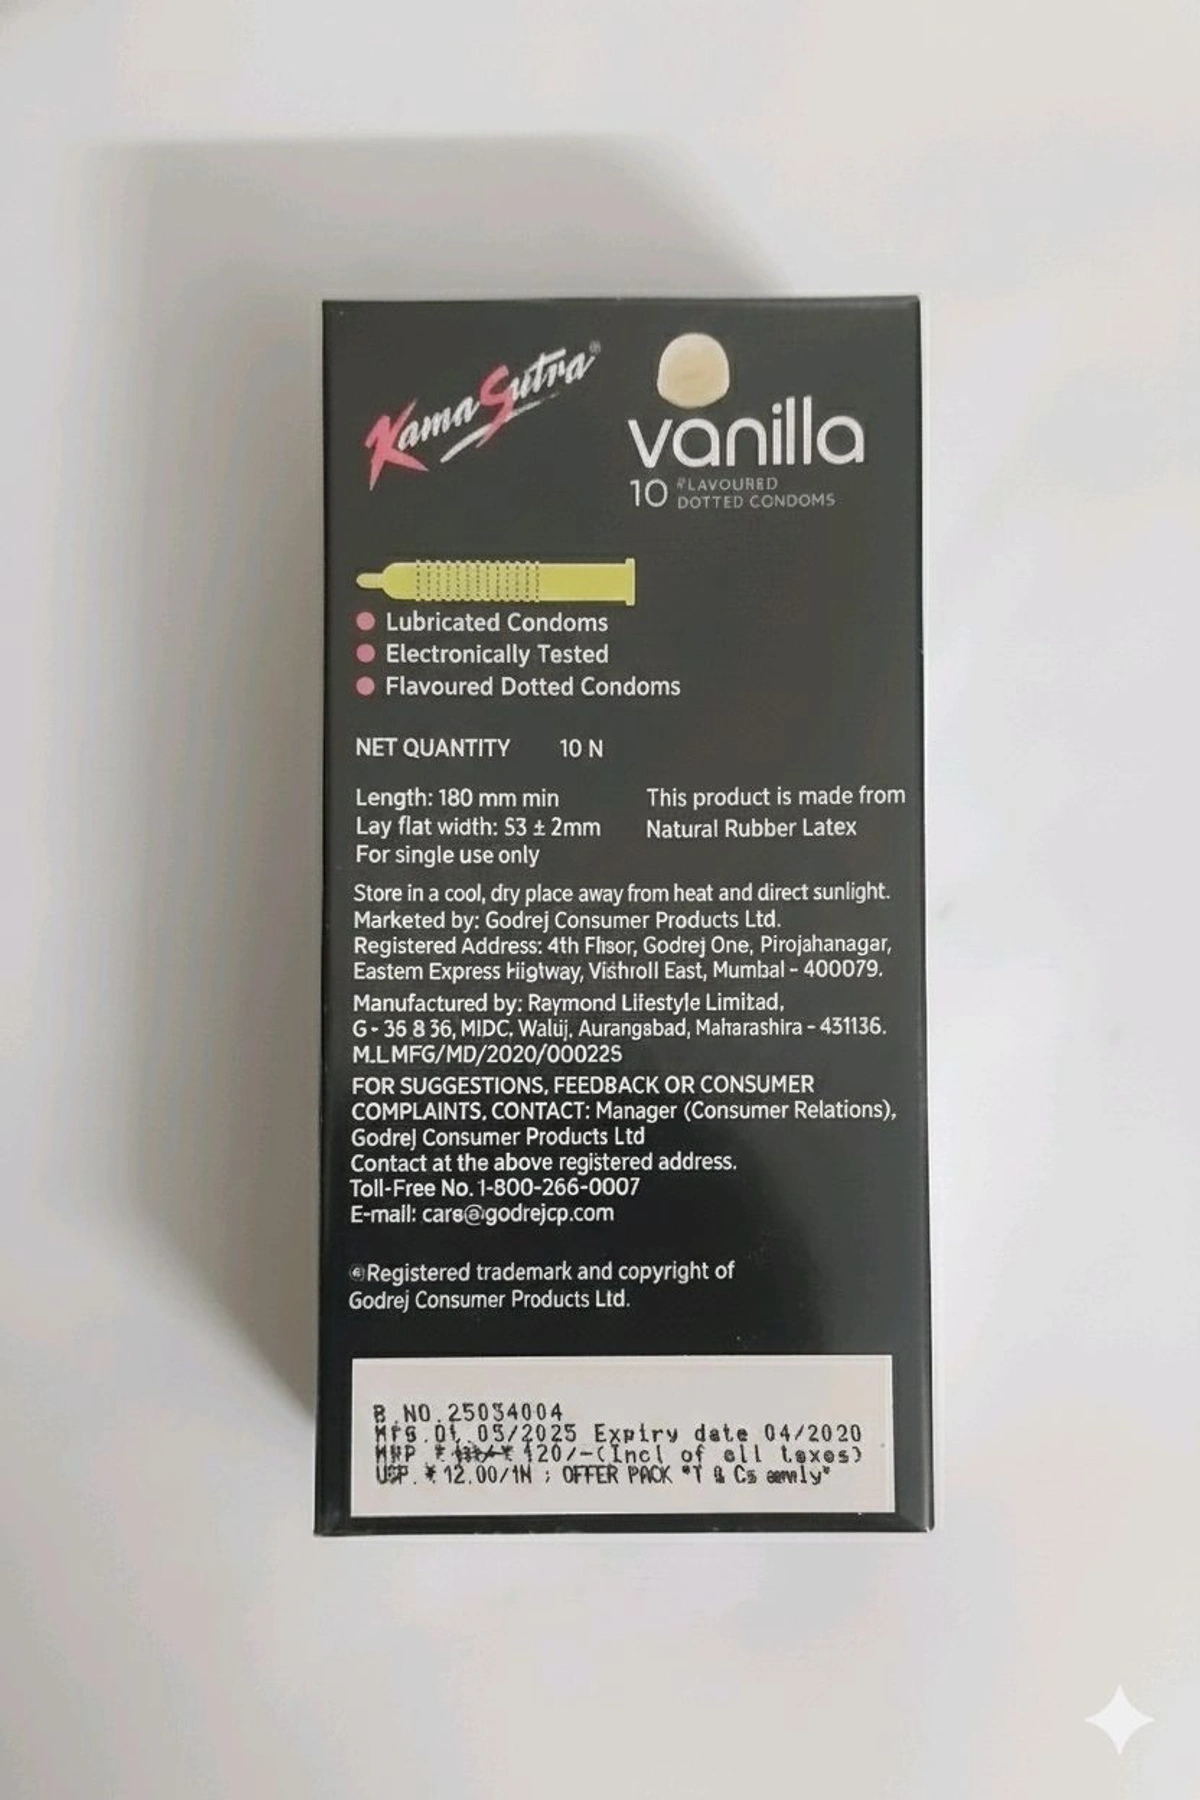 KamaSutra®
vanilla
10 FLAVOURED
DOTTED CONDOMS
Lubricated Condoms
Electronically Tested
Flavoured Dotted Condoms
NET QUANTITY 10 N
Length: 180 mm min
Lay flat width: 53 ± 2mm
For single use only
This product is made from
Natural Rubber Latex
Store in a cool, dry place away from heat and direct sunlight.
Marketed by: Godrej Consumer Products Ltd.
Registered Address: 4th Flsor, Godrej One, Pirojahanagar,
Eastem Express Higtway, Vishroll East, Mumbal - 400079.
Manufactured by: Raymond Lifestyle Limitad,
G - 36 8 36, MIDC, Waluj, Aurangabad, Maharashira - 431136.
M.LMFG/MD/2020/000225
FOR SUGGESTIONS, FEEDBACK OR CONSUMER
COMPLAINTS, CONTACT: Manager (Consumer Relations),
Godrej Consumer Products Ltd
Contact at the above registered address.
Toll-Free No. 1-800-266-0007
E-mail: care@godrejcp.com
®Registered trademark and copyright of
Godrej Consumer Products Ltd.
B.NO.25034004
Mfg.Dt. 05/2025 Expiry date 04/2020
MRP ₹ 120/-(Incl of all taxes)
USP. ₹ 12.00/1N ; OFFER PACK "T & Cs